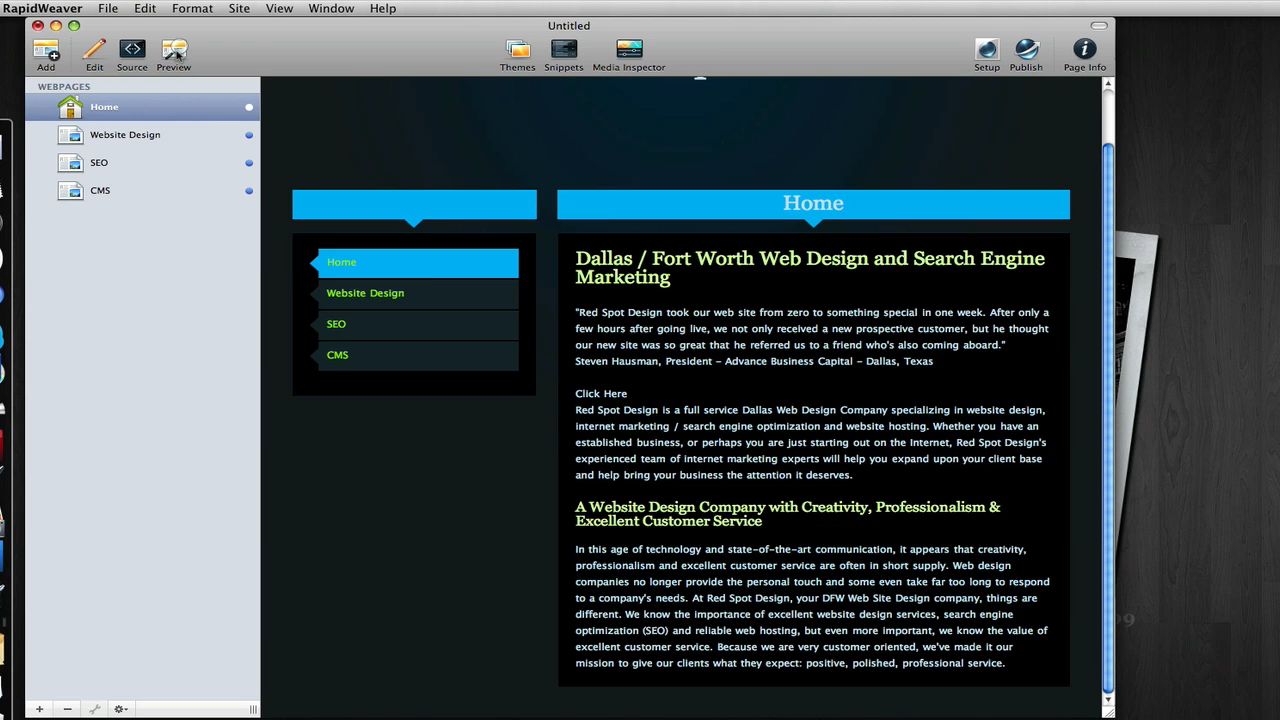 RapidWeaver File Edit Format Site View Window Help
Untitled
Add Edit Source Preview Themes Snippets Media Inspector Setup Publish Page Info
WEBPAGES
Home
Website Design
SEO
CMS
Home
Home
Website Design
SEO
CMS
Dallas / Fort Worth Web Design and Search Engine
Marketing
"Red Spot Design took our web site from zero to something special in one week. After only a
few hours after going live, we not only received a new prospective customer, but he thought
our new site was so great that he referred us to a friend who's also coming aboard."
Steven Hausman, President - Advance Business Capital - Dallas, Texas
Click Here
Red Spot Design is a full service Dallas Web Design Company specializing in website design,
internet marketing / search engine optimization and website hosting. Whether you have an
established business, or perhaps you are just starting out on the Internet, Red Spot Design's
experienced team of internet marketing experts will help you expand upon your client base
and help bring your business the attention it deserves.
A Website Design Company with Creativity, Professionalism &
Excellent Customer Service
In this age of technology and state-of-the-art communication, it appears that creativity,
professionalism and excellent customer service are often in short supply. Web design
companies no longer provide the personal touch and some even take far too long to respond
to a company's needs. At Red Spot Design, your DFW Web Site Design company, things are
different. We know the importance of excellent website design services, search engine
optimization (SEO) and reliable web hosting, but even more important, we know the value of
excellent customer service. Because we are very customer oriented, we've made it our
mission to give our clients what they expect: positive, polished, professional service.